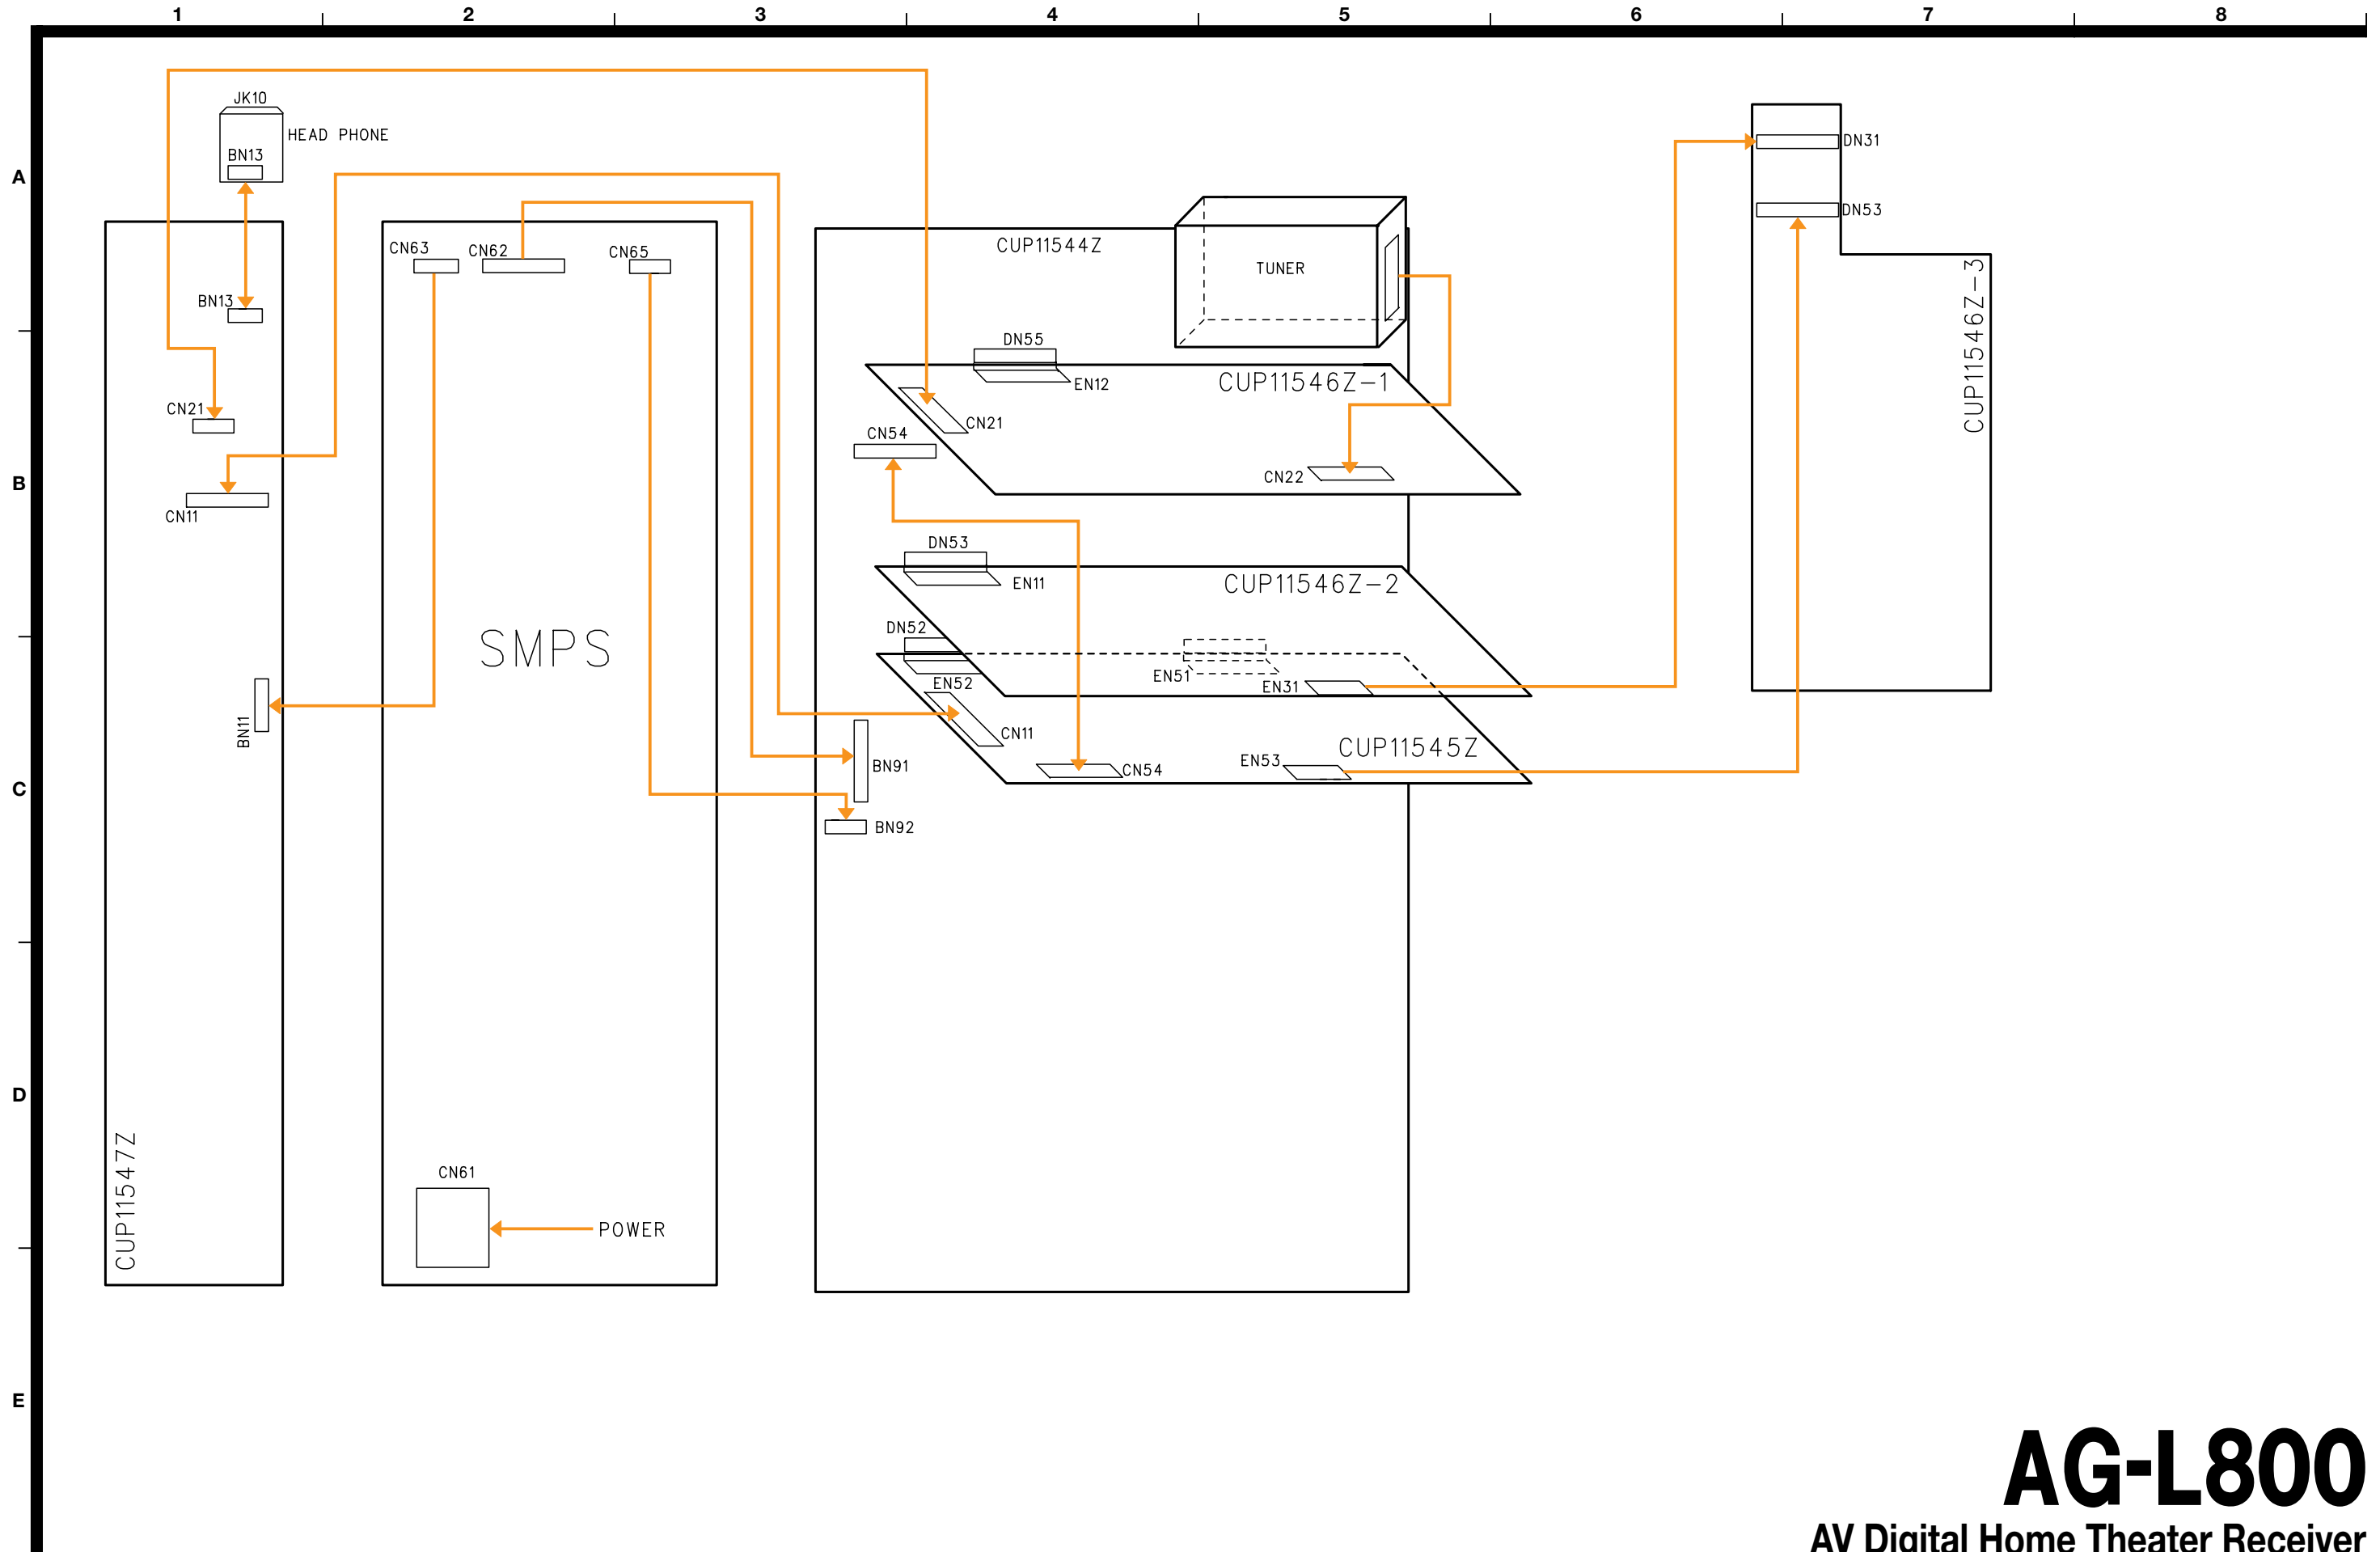 1 2 3 4 5 6 7 8
A
B
C
D
E
JK10
HEAD PHONE
BN13
BN13
CN21
CN11
BN11
CUP11547Z
CN63
CN62
CN65
SMPS
CN61
POWER
CUP11544Z
TUNER
DN55
EN12
CUP11546Z-1
CN21
CN54
CN22
DN53
EN11
CUP11546Z-2
DN52
EN52
EN51
EN31
CN11
CUP11545Z
BN91
CN54
EN53
BN92
DN31
DN53
CUP11546Z-3
AG-L800
AV Digital Home Theater Receiver